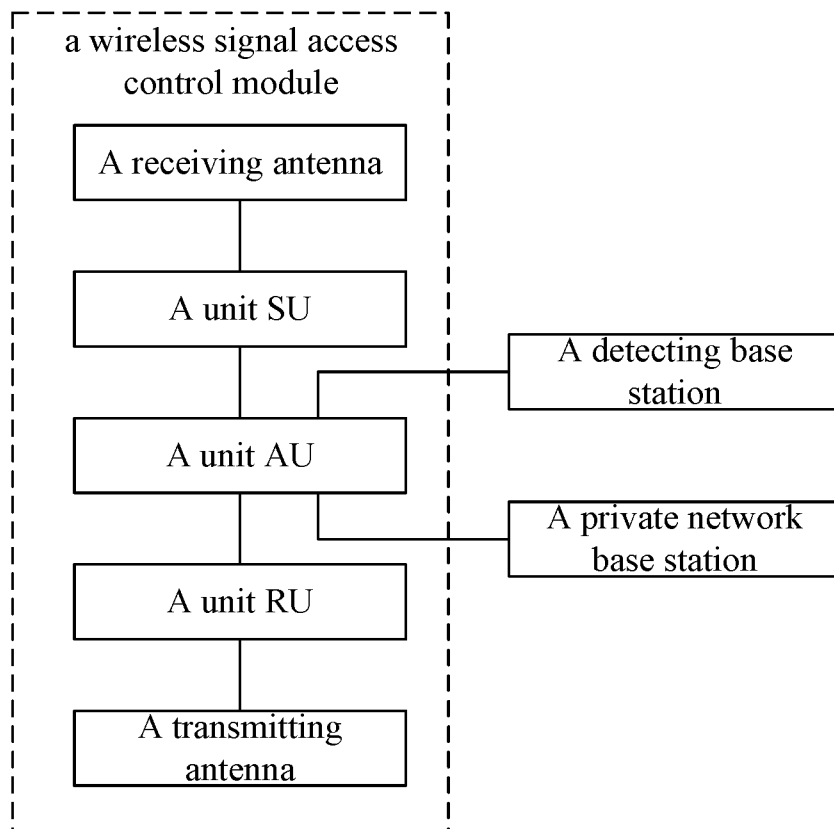 a wireless signal access
control module
A receiving antenna
A unit SU
A detecting base
station
A unit AU
A private network
base station
A unit RU
A transmitting
antenna